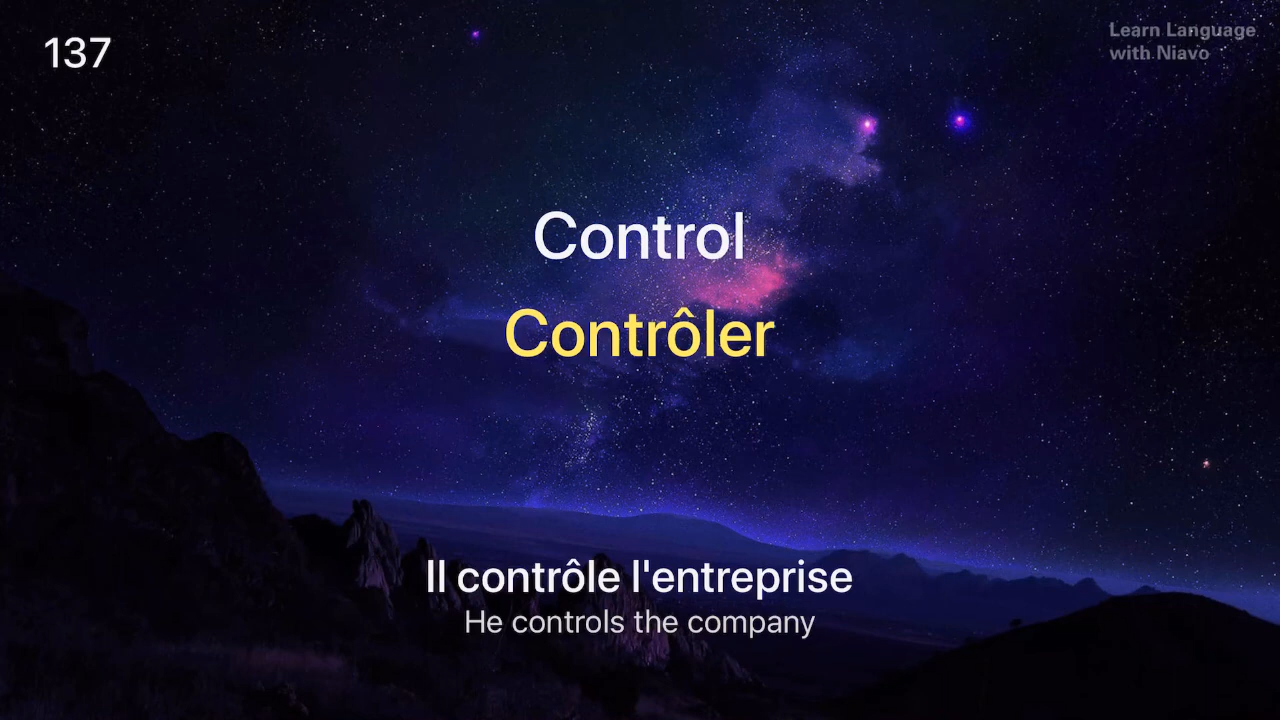 137
Learn Language
with Niavo
Control
Contrôler
Il contrôle l'entreprise
He controls the company